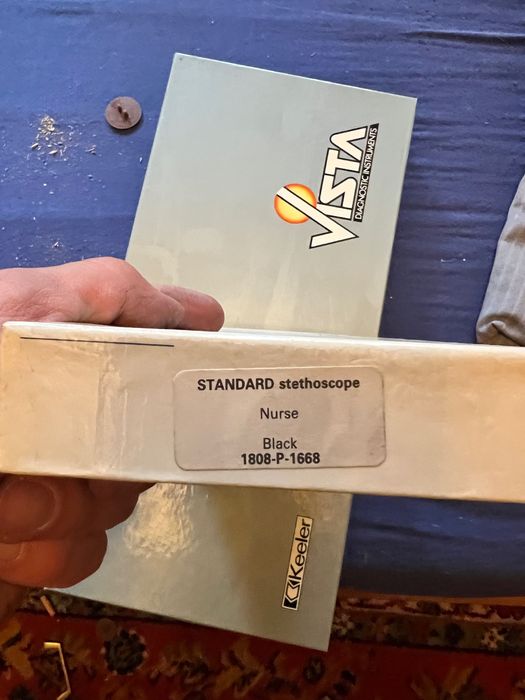 VISTA
DIAGNOSTIC INSTRUMENTS
STANDARD stethoscope
Nurse
Black
1808-P-1668
Keeler